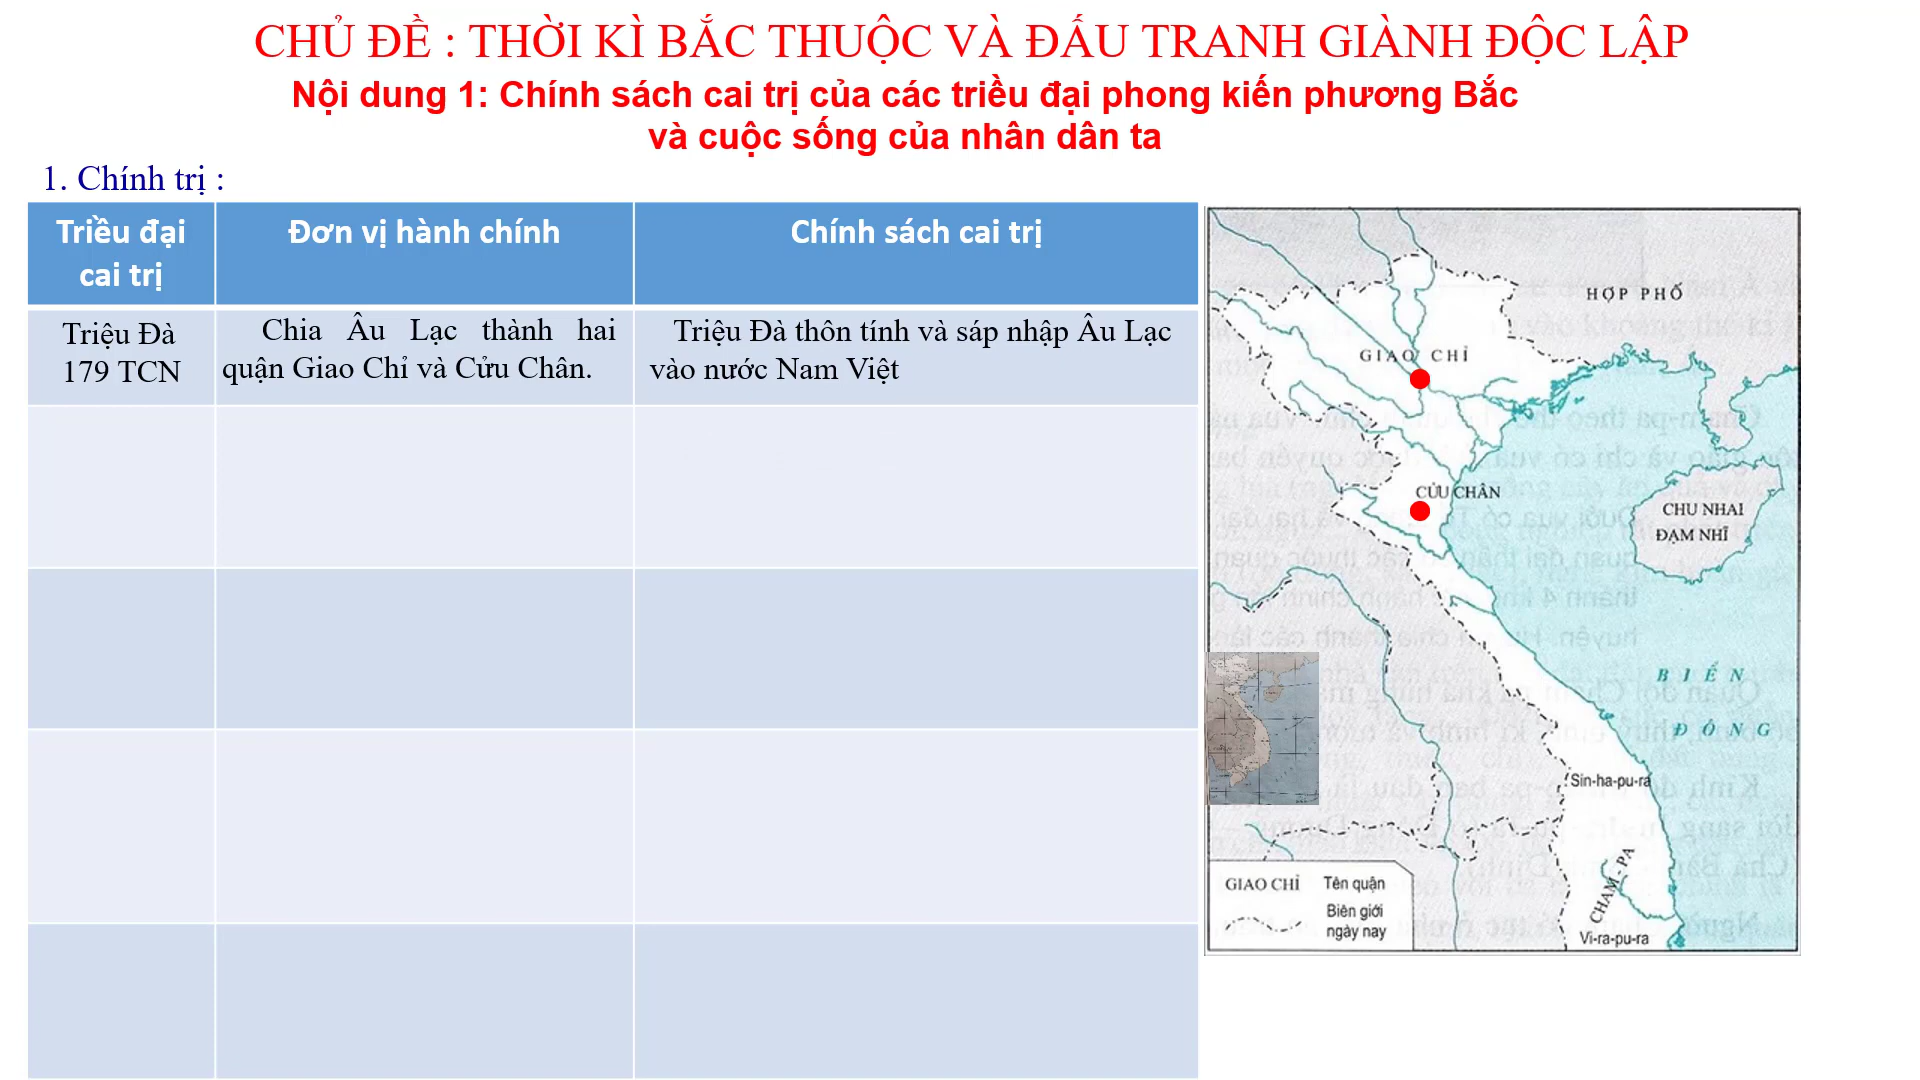 CHỦ ĐỀ : THỜI KÌ BẮC THUỘC VÀ ĐẤU TRANH GIÀNH ĐỘC LẬP
Nội dung 1: Chính sách cai trị của các triều đại phong kiến phương Bắc
và cuộc sống của nhân dân ta
1. Chính trị :
Triều đại
cai trị
Đơn vị hành chính
Chính sách cai trị
Triệu Đà
179 TCN
Chia Âu Lạc thành hai
quận Giao Chỉ và Cửu Chân.
Triệu Đà thôn tính và sáp nhập Âu Lạc
vào nước Nam Việt
HỢP PHỐ
GIAO CHỈ
CỬU CHÂN
CHU NHAI
ĐẠM NHĨ
BIỂN
ĐÔNG
Sin-ha-pu-ra
CHAM-PA
Vi-ra-pu-ra
GIAO CHỈ Tên quận
Biên giới
ngày nay